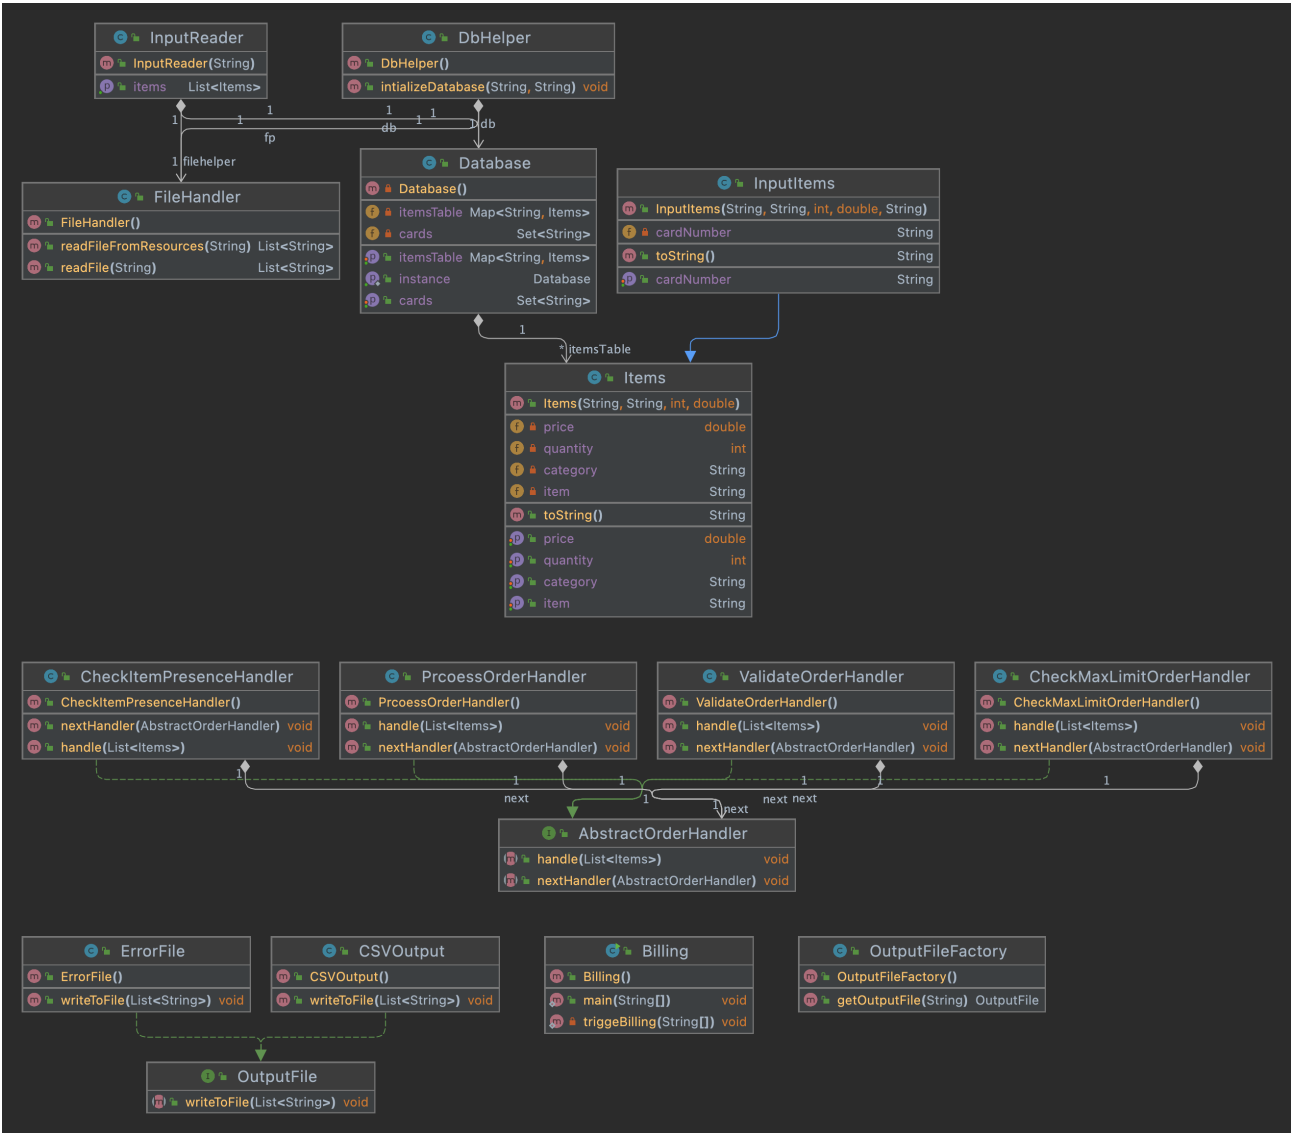 InputReader
InputReader(String)
items List<Items>
DbHelper
DbHelper()
intializeDatabase(String, String) void
1
1
1
1
1
1
1
db
db
fp
1
filehelper
FileHandler
FileHandler()
readFileFromResources(String) List<String>
readFile(String) List<String>
Database
Database()
itemsTable Map<String, Items>
cards Set<String>
itemsTable Map<String, Items>
instance Database
cards Set<String>
InputItems
InputItems(String, String, int, double, String)
cardNumber String
toString() String
cardNumber String
1
* itemsTable
Items
Items(String, String, int, double)
price double
quantity int
category String
item String
toString() String
price double
quantity int
category String
item String
CheckItemPresenceHandler
CheckItemPresenceHandler()
nextHandler(AbstractOrderHandler) void
handle(List<Items>) void
PrcoessOrderHandler
PrcoessOrderHandler()
handle(List<Items>) void
nextHandler(AbstractOrderHandler) void
ValidateOrderHandler
ValidateOrderHandler()
handle(List<Items>) void
nextHandler(AbstractOrderHandler) void
CheckMaxLimitOrderHandler
CheckMaxLimitOrderHandler()
handle(List<Items>) void
nextHandler(AbstractOrderHandler) void
1
1
1
1
1
1
next
1
1
next
next
next
AbstractOrderHandler
handle(List<Items>) void
nextHandler(AbstractOrderHandler) void
ErrorFile
ErrorFile()
writeToFile(List<String>) void
CSVOutput
CSVOutput()
writeToFile(List<String>) void
Billing
Billing()
main(String[]) void
triggeBilling(String[]) void
OutputFileFactory
OutputFileFactory()
getOutputFile(String) OutputFile
OutputFile
writeToFile(List<String>) void